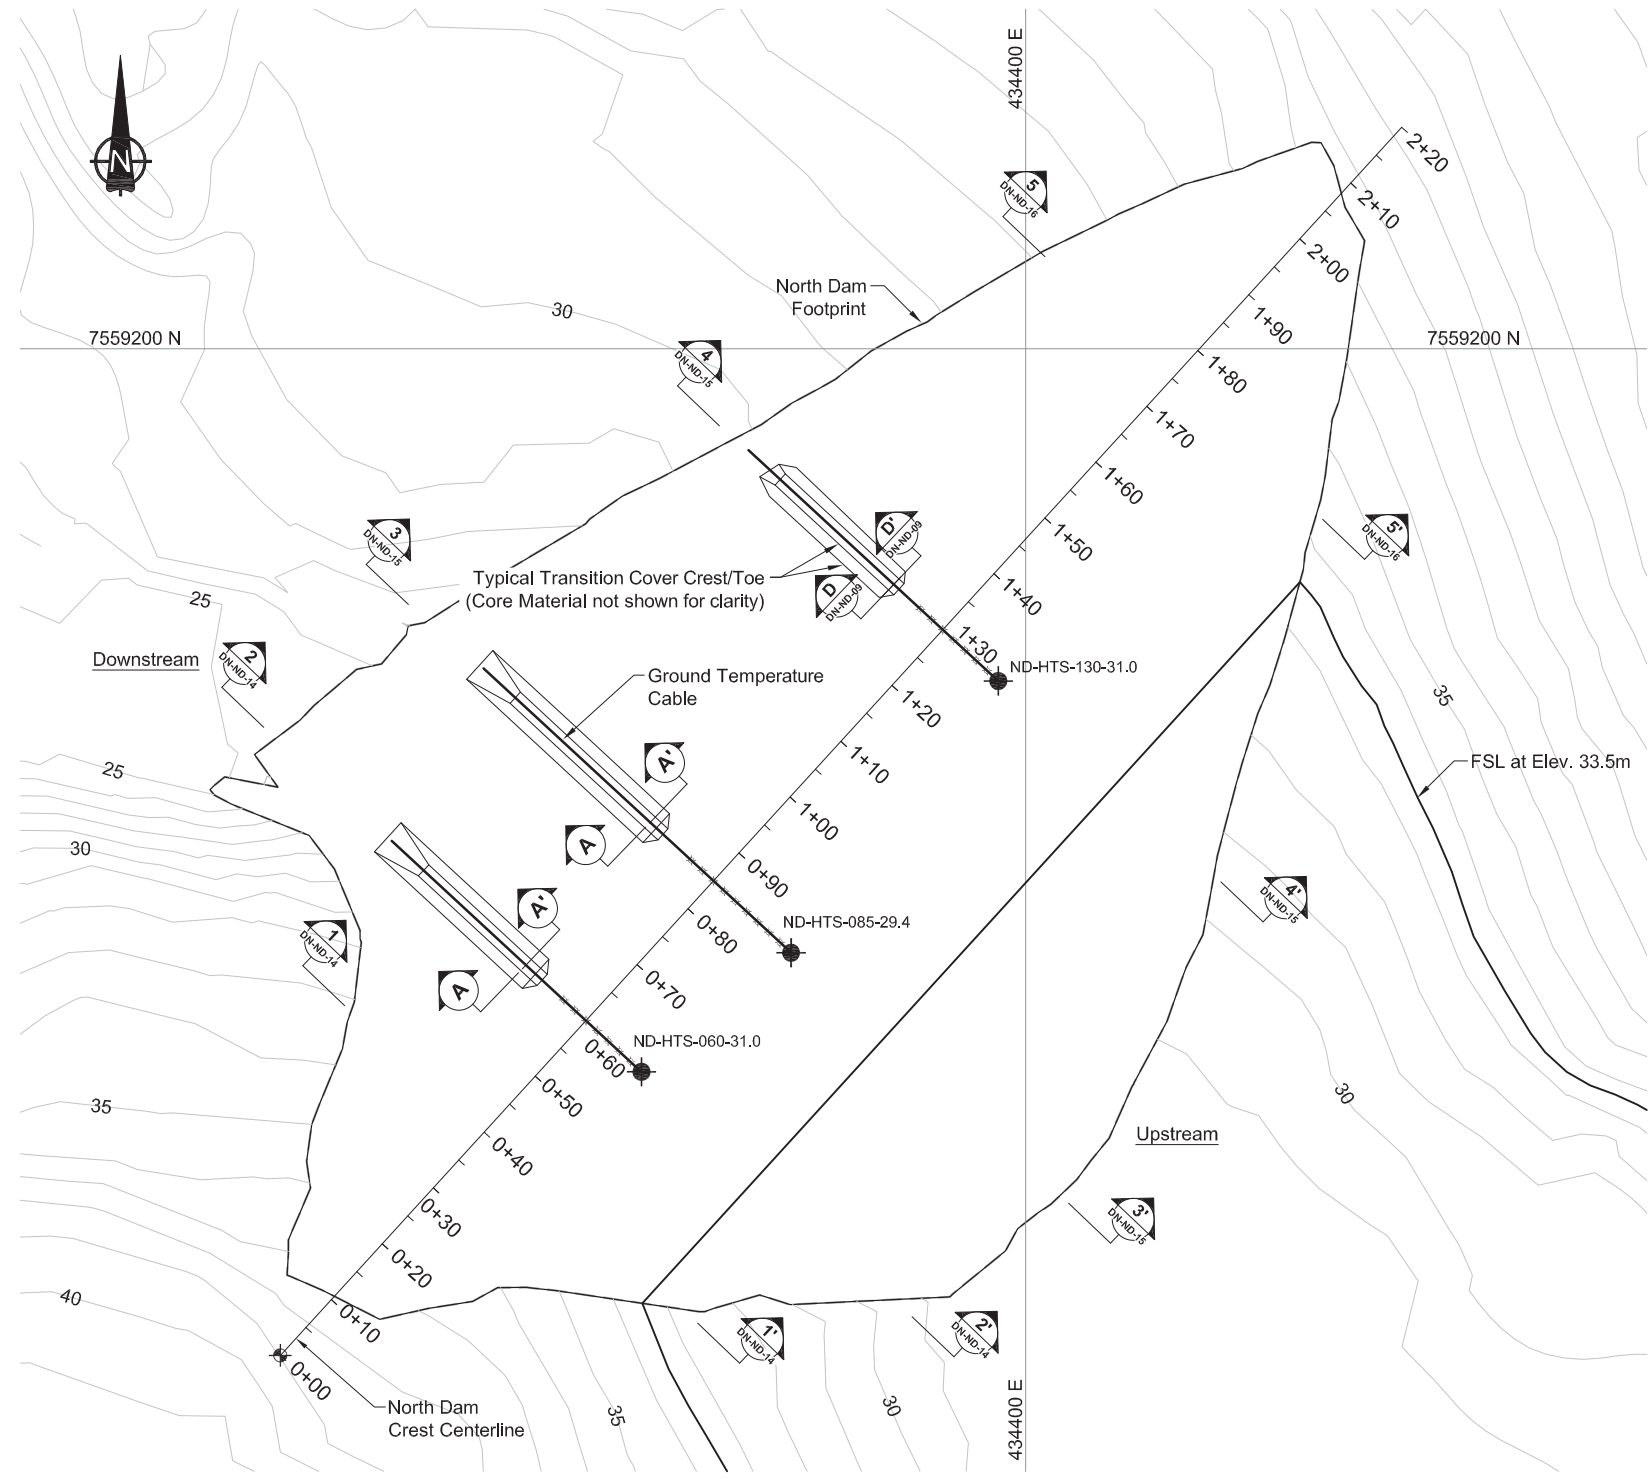 434400 E
N
2+20
5
DN-ND-16
2+10
2+00
North Dam
Footprint
30
1+90
7559200 N
7559200 N
4
DN-ND-15
1+80
1+70
1+60
3
DN-ND-15
D'
DN-ND-09
5'
DN-ND-16
1+50
Typical Transition Cover Crest/Toe
(Core Material not shown for clarity)
D
DN-ND-09
1+40
25
Downstream
2
DN-ND-14
1+30
ND-HTS-130-31.0
Ground Temperature
Cable
35
1+20
25
A'
1+10
FSL at Elev. 33.5m
1+00
30
A
0+90
4'
DN-ND-15
A'
ND-HTS-085-29.4
1
DN-ND-14
0+80
A
0+70
ND-HTS-060-31.0
0+60
0+50
30
35
Upstream
0+40
0+30
3'
DN-ND-15
0+20
40
0+10
1'
DN-ND-14
2'
DN-ND-14
0+00
North Dam
Crest Centerline
35
30
434400 E